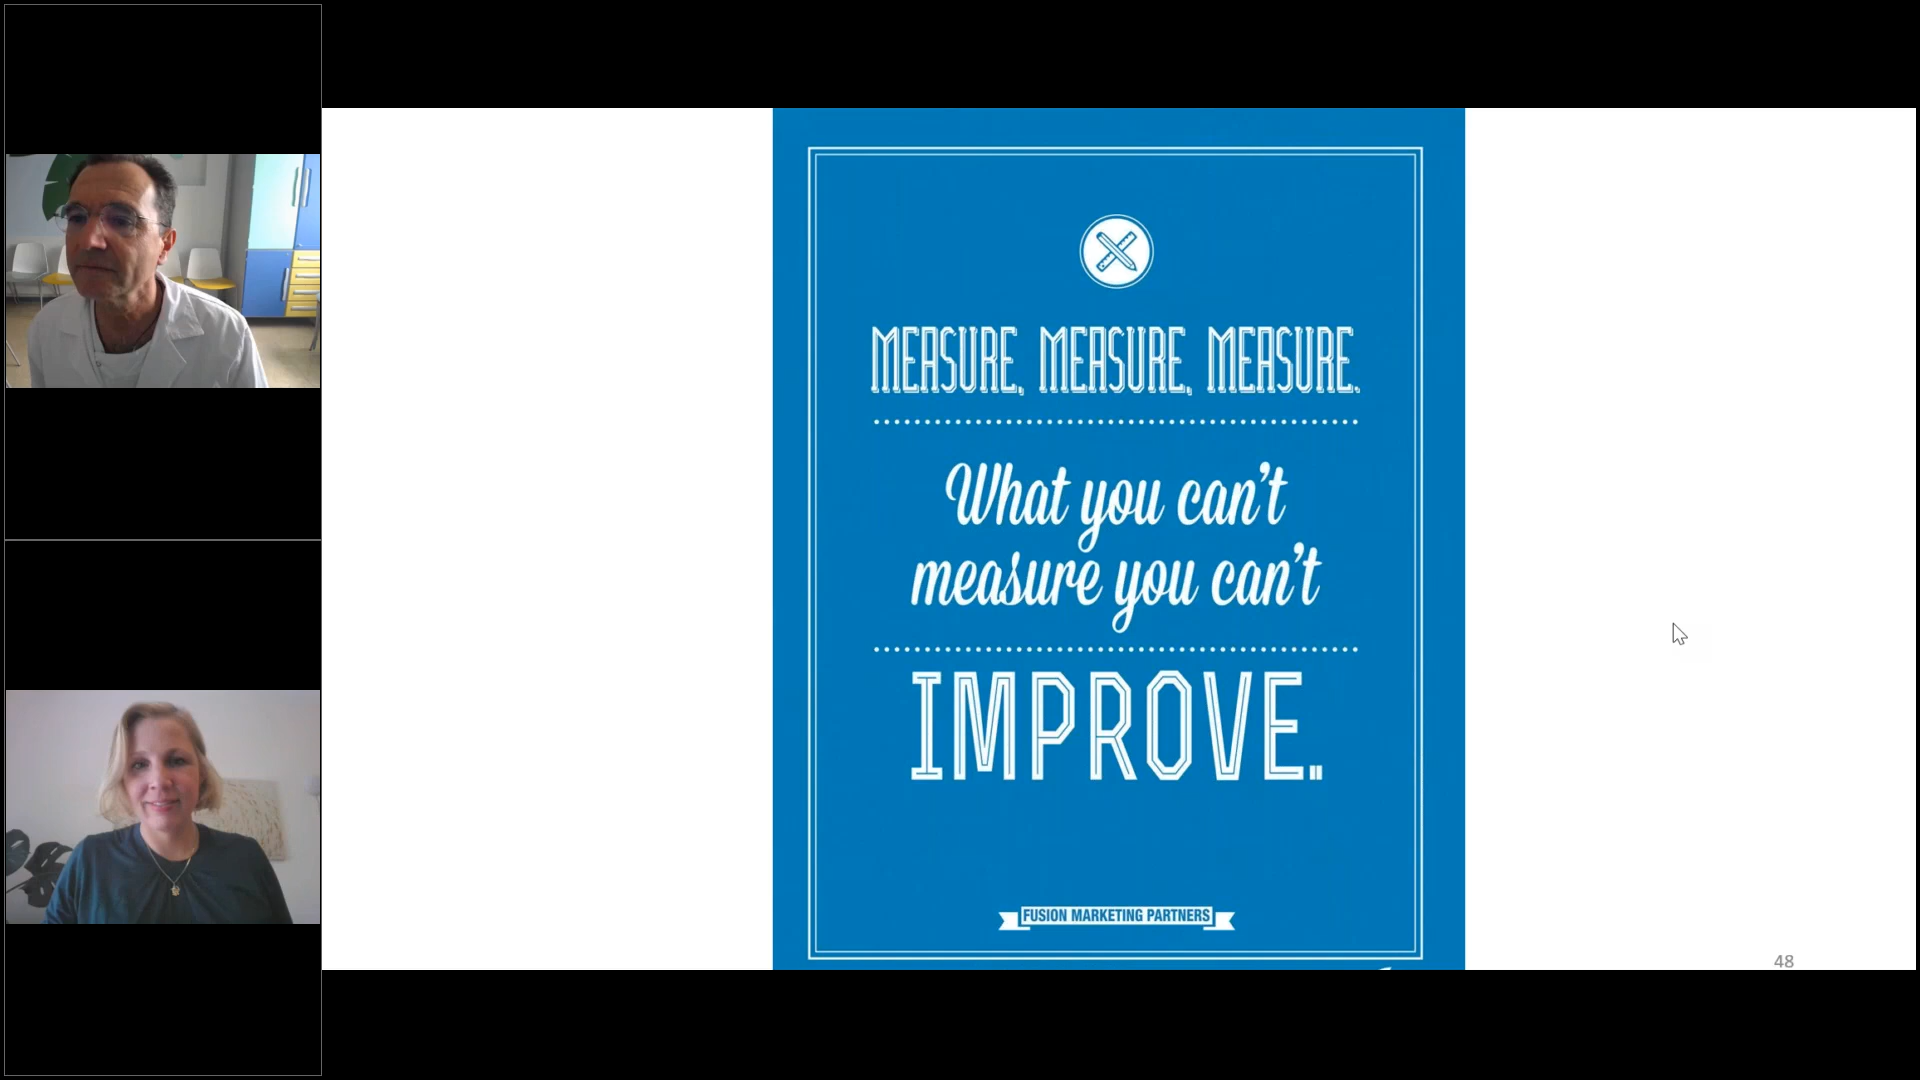 MEASURE, MEASURE, MEASURE.
What you can't
measure you can't
IMPROVE.
FUSION MARKETING PARTNERS
48